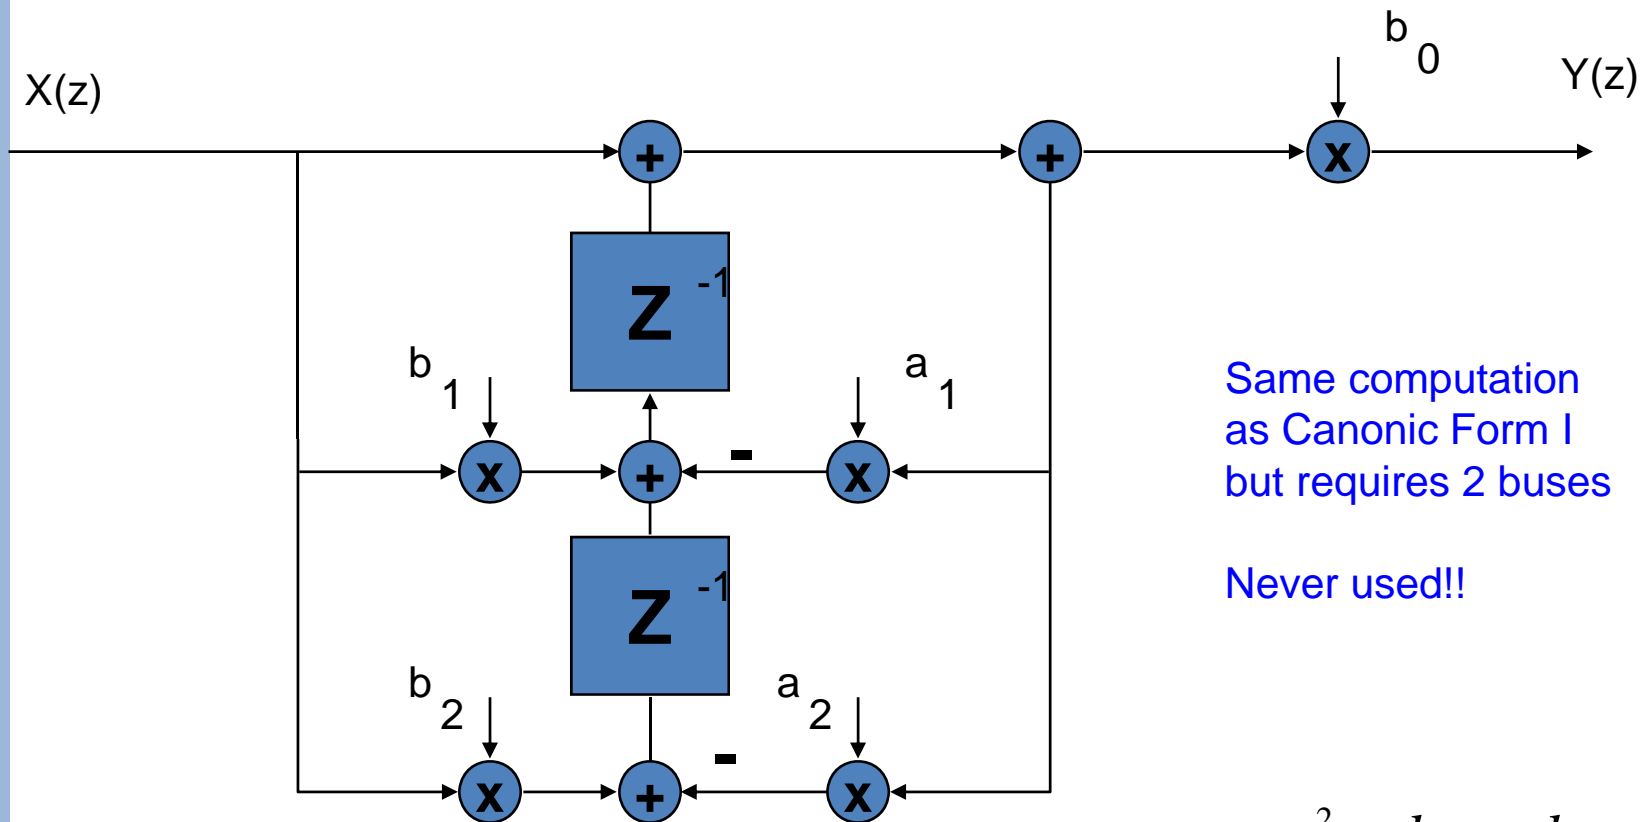 b 0
X(z)
Y(z)
+
+
x
Z -1
b 1
a 1
x
+
-
x
Same computation
as Canonic Form I
but requires 2 buses
Z -1
Never used!!
b 2
a 2
x
+
-
x